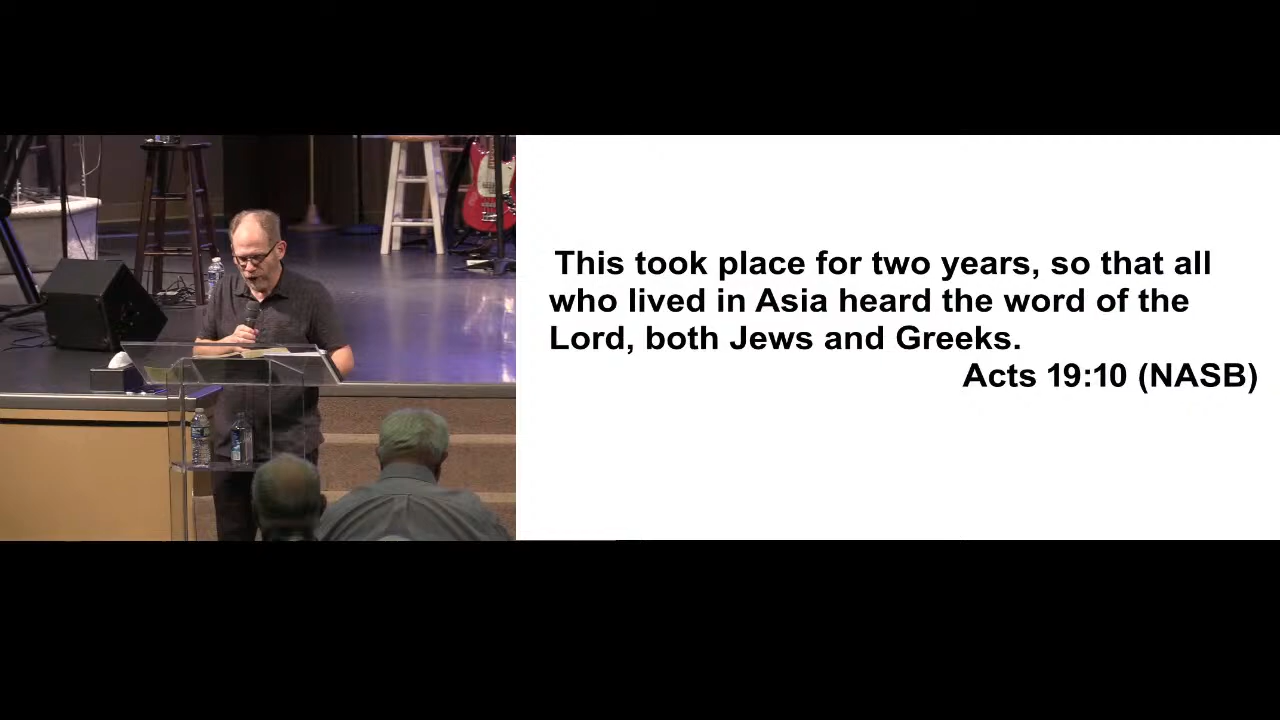 This took place for two years, so that all
who lived in Asia heard the word of the
Lord, both Jews and Greeks.
Acts 19:10 (NASB)